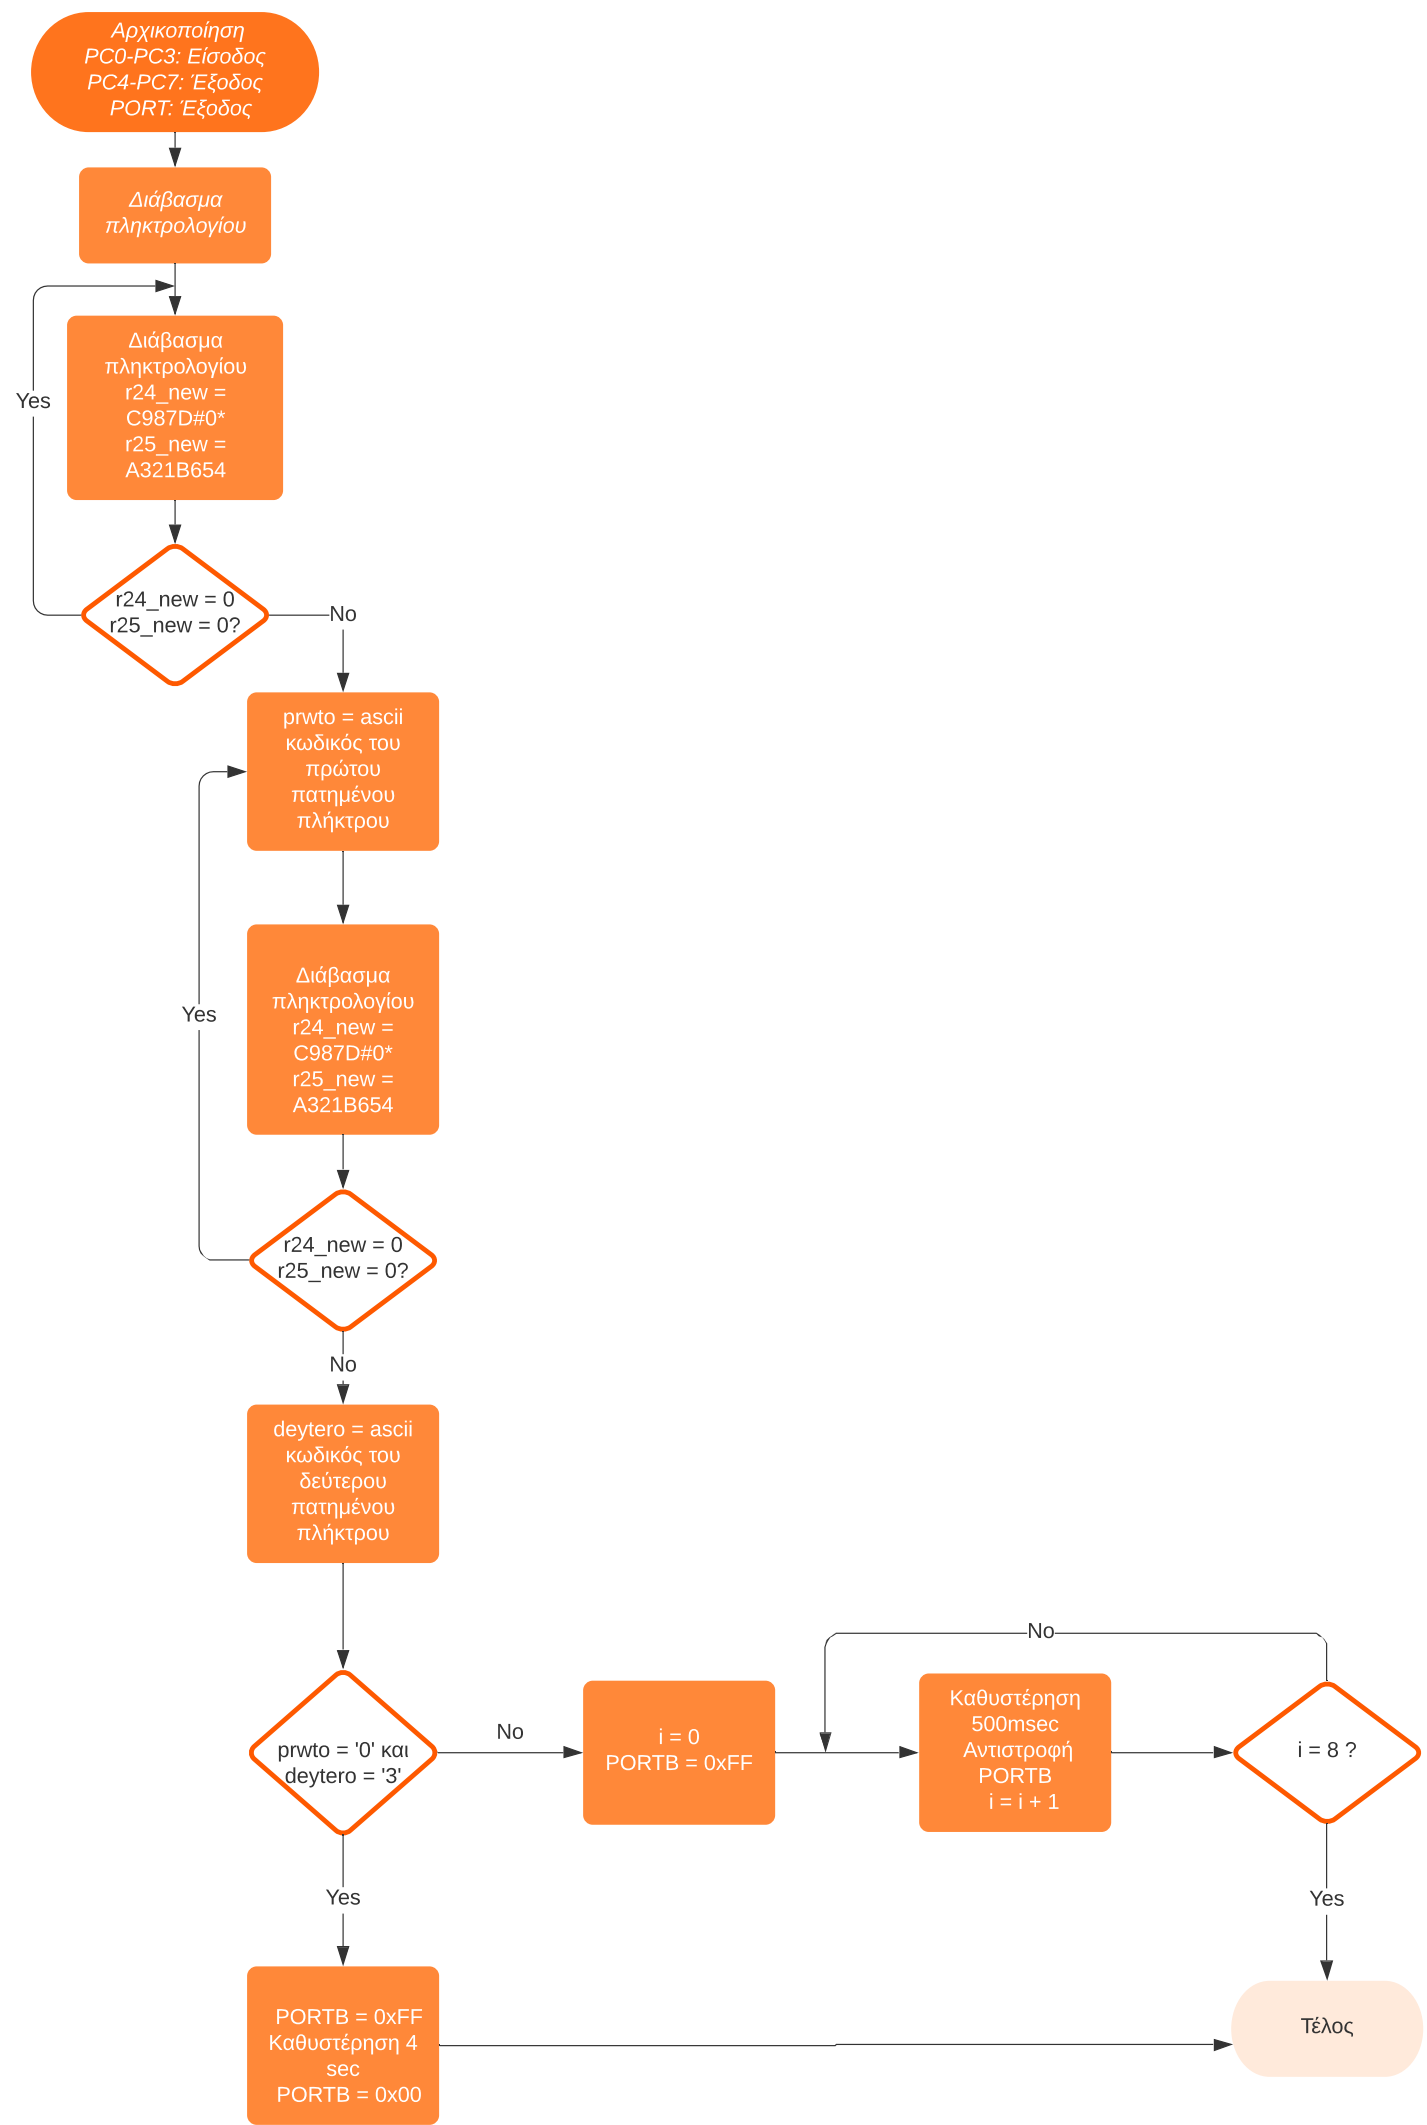 Αρχικοποίηση
PC0-PC3: Είσοδος
PC4-PC7: Έξοδος
PORT: Έξοδος
Διάβασμα
πληκτρολογίου
Διάβασμα
πληκτρολογίου
r24_new =
C987D#0*
r25_new =
A321B654
Yes
r24_new = 0
r25_new = 0?
No
prwto = ascii
κωδικός του
πρώτου
πατημένου
πλήκτρου
Διάβασμα
πληκτρολογίου
r24_new =
C987D#0*
r25_new =
A321B654
Yes
r24_new = 0
r25_new = 0?
No
deytero = ascii
κωδικός του
δεύτερου
πατημένου
πλήκτρου
prwto = '0' και
deytero = '3'
No
i = 0
PORTB = 0xFF
No
Καθυστέρηση
500msec
Αντιστροφή
PORTB
i = i + 1
i = 8 ?
Yes
Yes
PORTB = 0xFF
Καθυστέρηση 4
sec
PORTB = 0x00
Τέλος